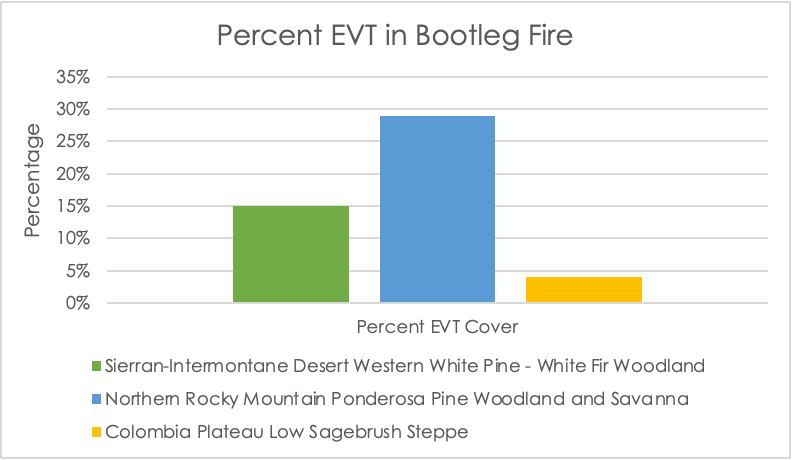 Percent EVT in Bootleg Fire
35%
30%
25%
20%
15%
10%
5%
0%
Percentage
Percent EVT Cover
Sierran-Intermontane Desert Western White Pine - White Fir Woodland
Northern Rocky Mountain Ponderosa Pine Woodland and Savanna
Colombia Plateau Low Sagebrush Steppe